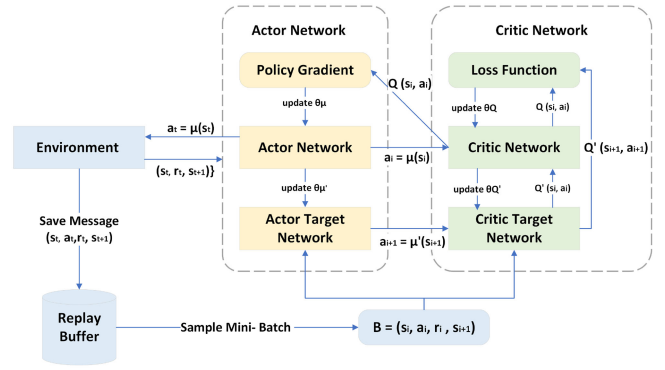 Actor Network
Critic Network
Policy Gradient
Q (si, ai)
Loss Function
update θμ
update θQ
Q (si, ai)
at = μ(st)
Environment
(st, rt, st+1)}
Actor Network
ai = μ(si)
Critic Network
Q' (si+1, ai+1)
update θμ'
update θQ'
Q' (si, ai)
Save Message
(st, at,rt, st+1)
Actor Target
Network
ai+1 = μ'(si+1)
Critic Target
Network
Replay
Buffer
Sample Mini- Batch
B = (si, ai, ri , si+1)